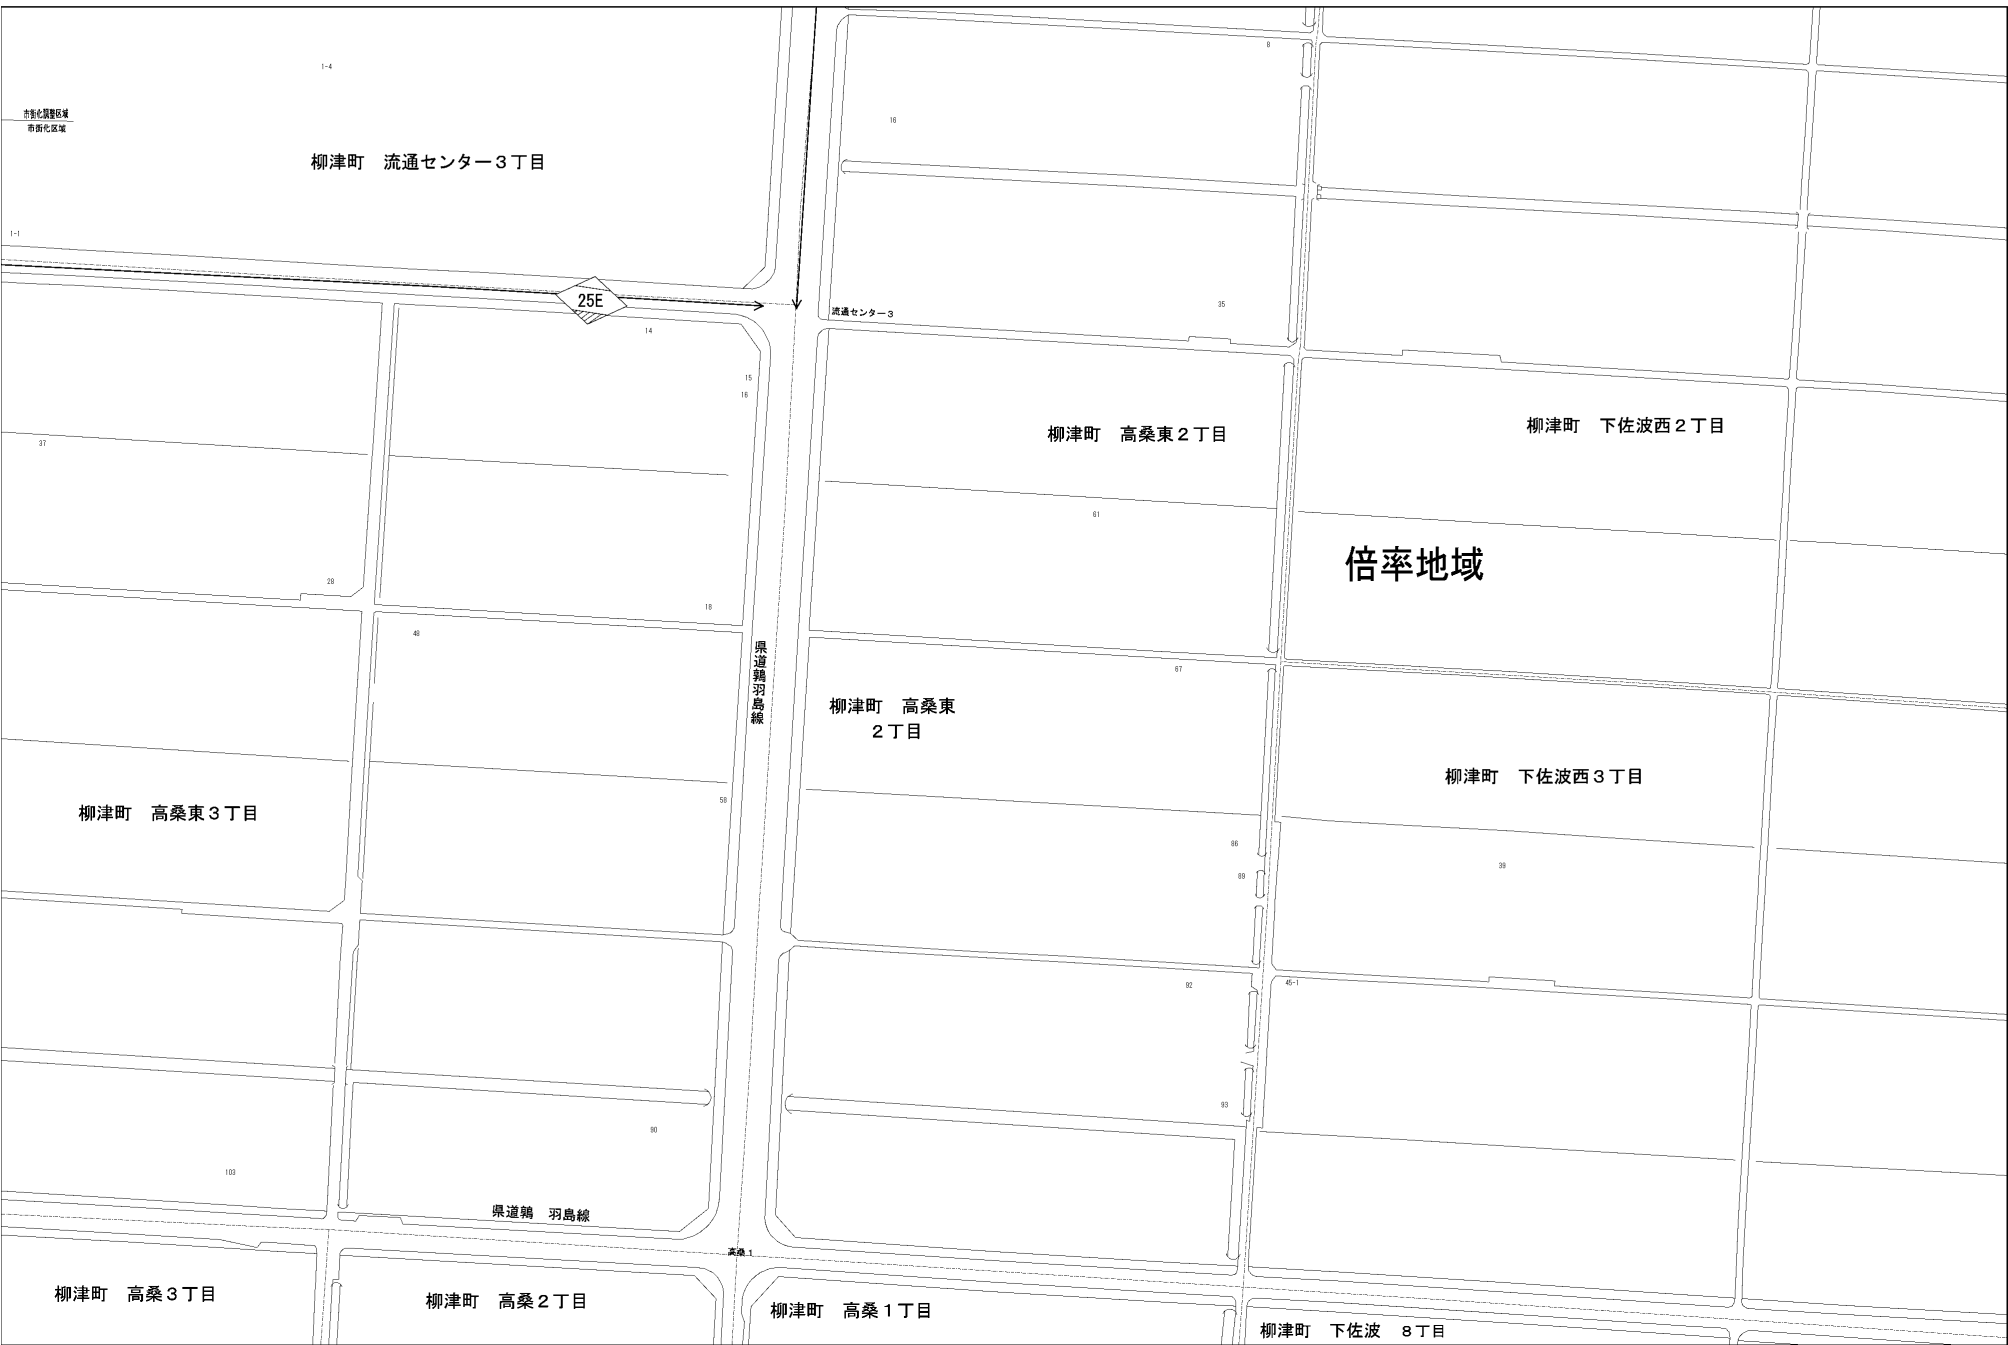 8
1-4
市街化調整区域
市街化区域
16
柳津町　流通センター３丁目
1-1
25E
35
流通センター３
14
15
16
柳津町　下佐波西２丁目
柳津町　高桑東２丁目
37
61
倍率地域
28
18
48
県道鶉羽島線
67
柳津町　高桑東
２丁目
柳津町　下佐波西３丁目
58
柳津町　高桑東３丁目
86
39
89
92
45-1
93
90
103
県道鶉　羽島線
高桑１
柳津町　高桑３丁目
柳津町　高桑２丁目
柳津町　高桑１丁目
柳津町　下佐波　８丁目